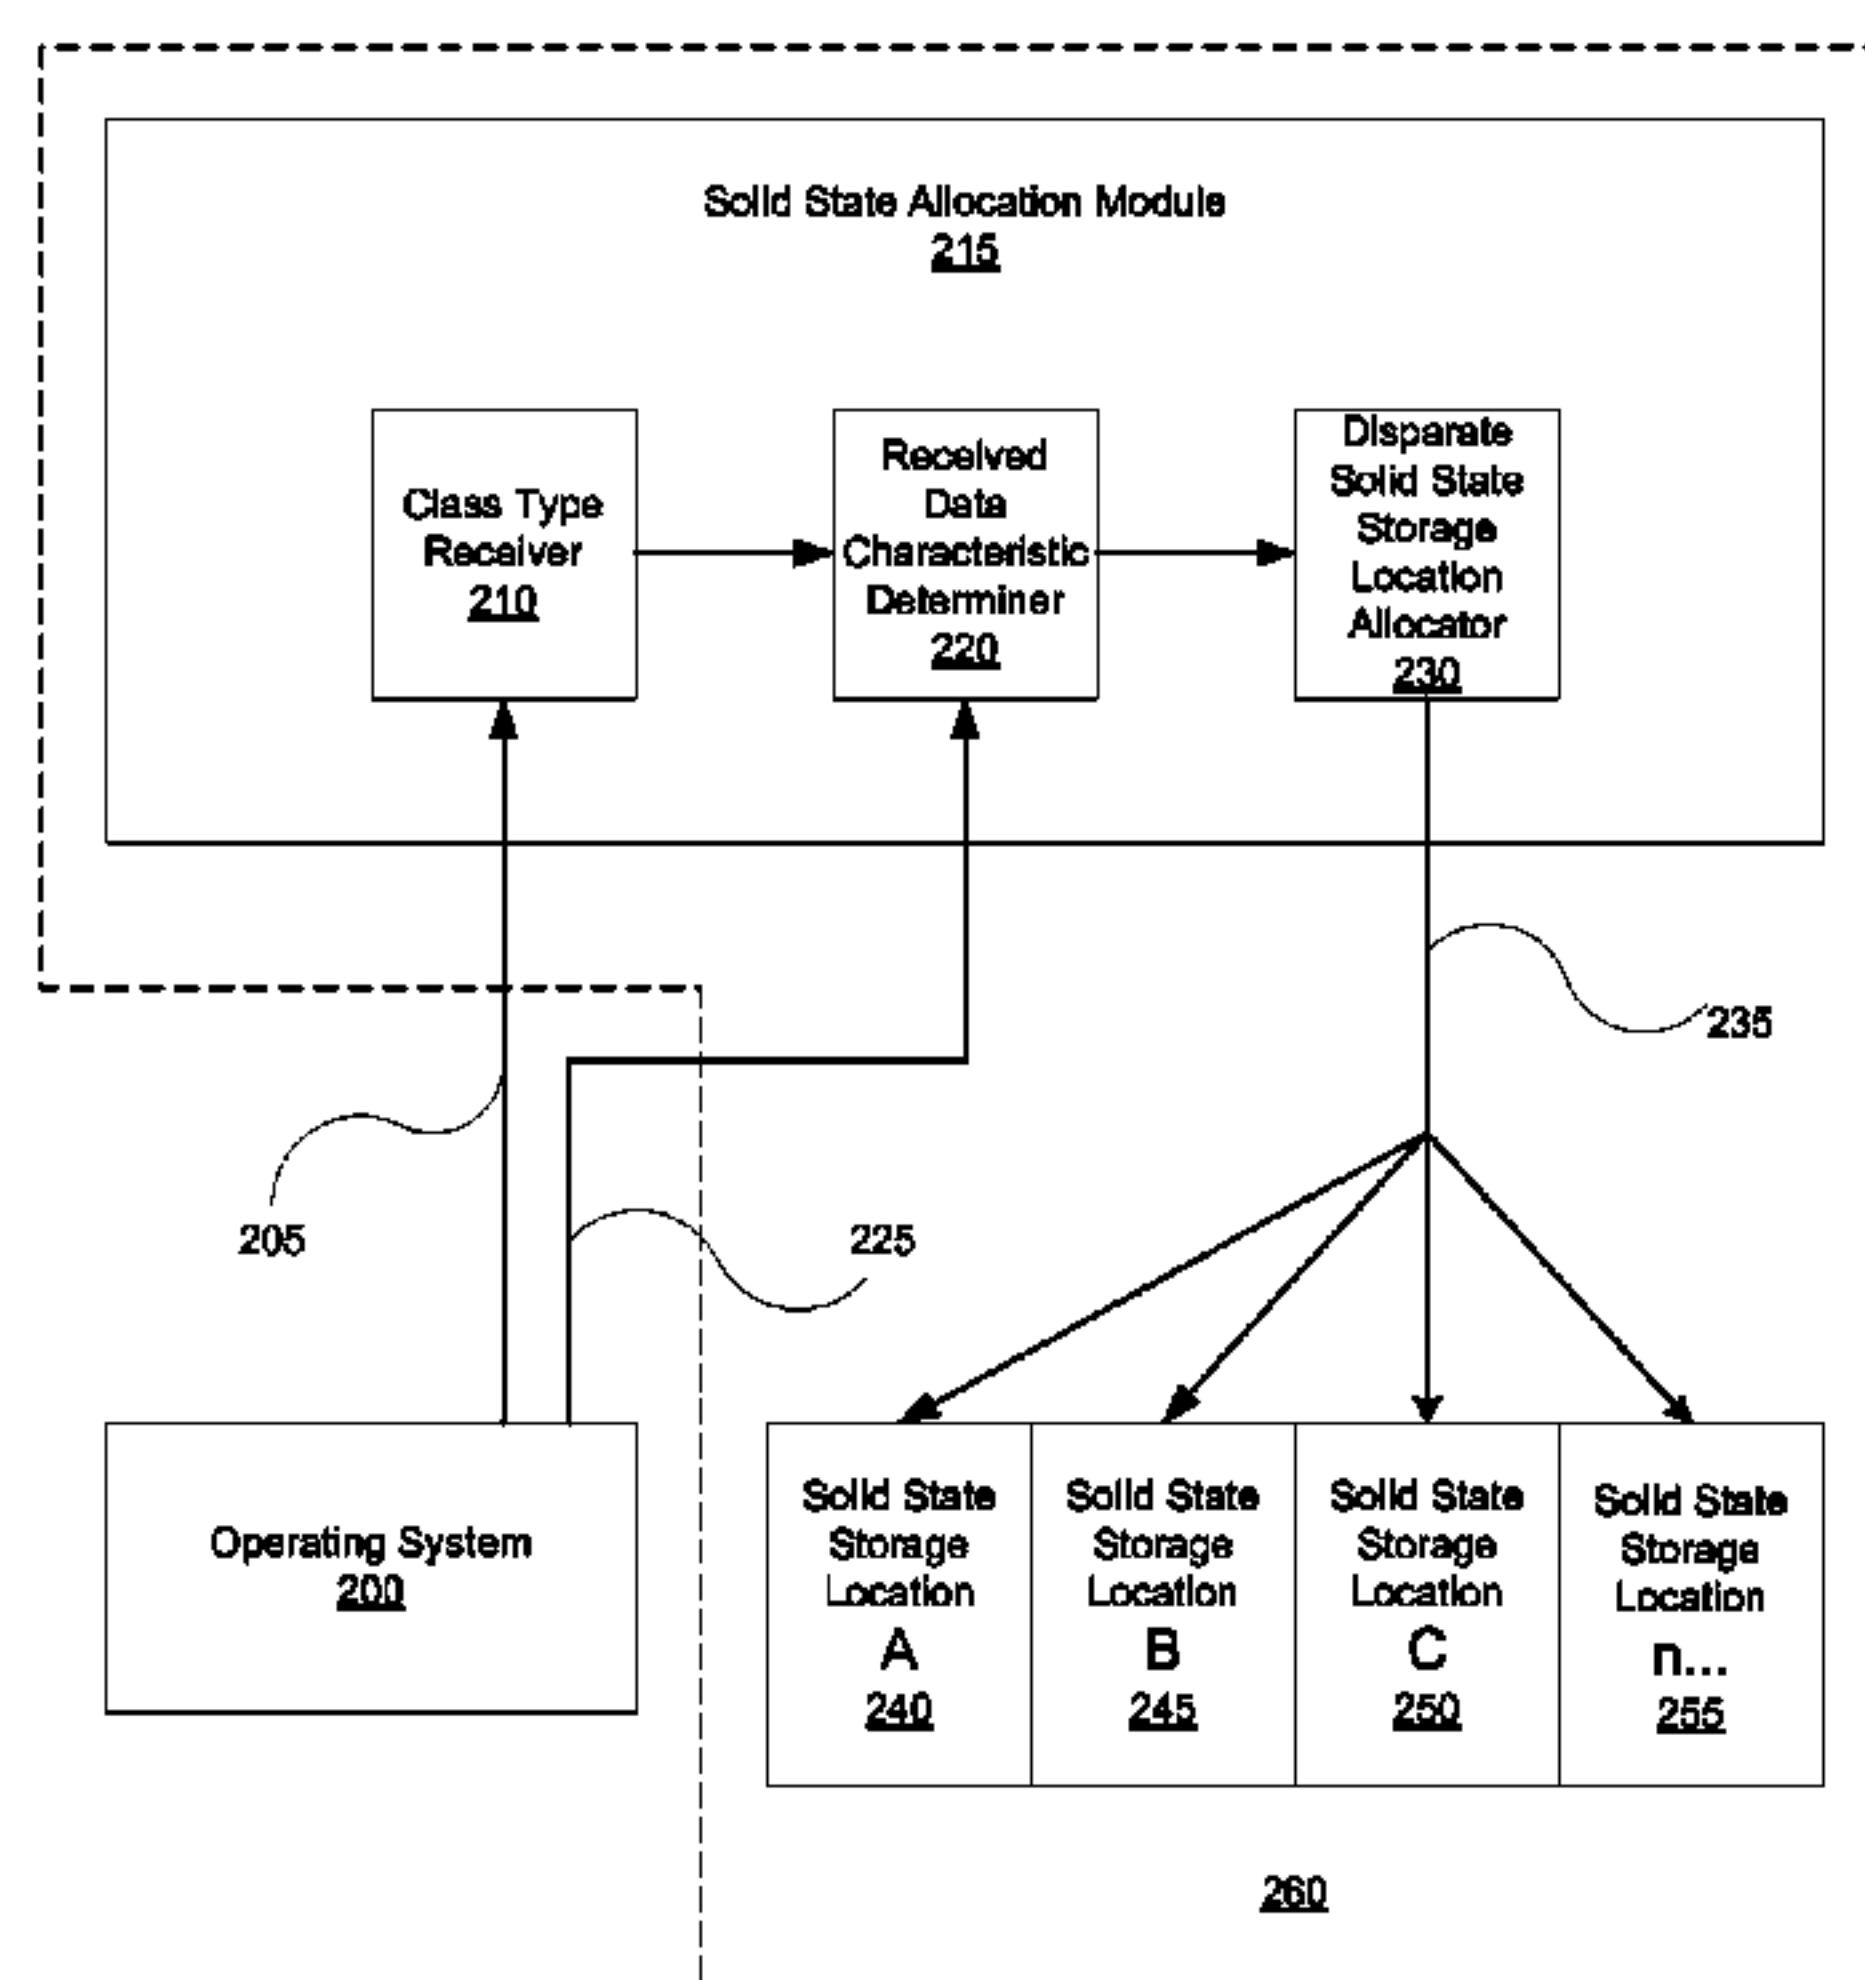 Solid State Allocation Module
215
Class Type
Receiver
210
Received
Data
Characteristic
Determiner
220
Disparate
Solid State
Storage
Location
Allocator
230
235
205
225
Operating System
200
Solid State
Storage
Location
A
240
Solid State
Storage
Location
B
245
Solid State
Storage
Location
C
250
Solid State
Storage
Location
n...
255
260